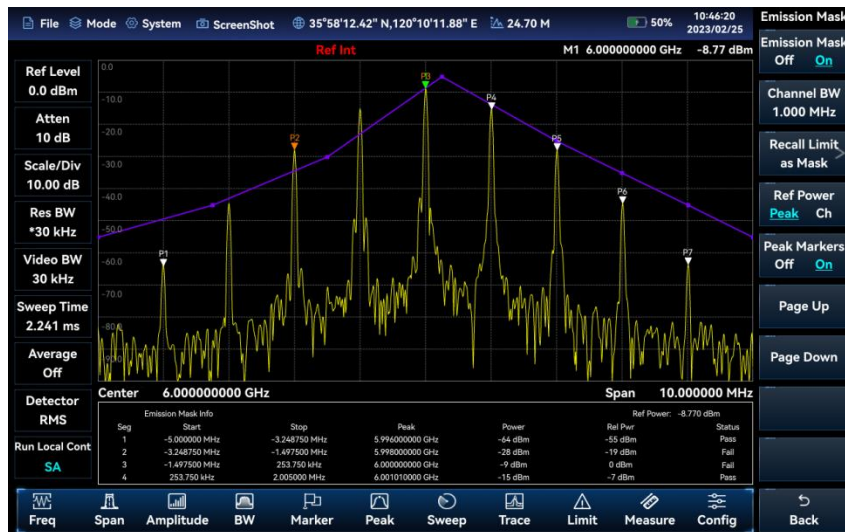 File Mode System ScreenShot 35°58'12.42" N,120°10'11.88" E 24.70 M 50% 10:46:20
2023/02/25
Emission Mask
Ref Int
M1 6.000000000 GHz -8.77 dBm
Ref Level
0.0 dBm
Atten
10 dB
Scale/Div
10.00 dB
Res BW
*30 kHz
Video BW
30 kHz
Sweep Time
2.241 ms
Average
Off
Detector
RMS
Run Local Cont
SA
0.0
-10.0
-20.0
-30.0
-40.0
-50.0
-60.0
-70.0
-80.0
-90.0
P1
P2
P3
P4
P5
P6
P7
Center 6.000000000 GHz
Span 10.000000 MHz
Emission Mask Info
Ref Power: -8.770 dBm
Seg Start Stop Peak Power Rel Pwr Status
1 -5.000000 MHz -3.248750 MHz 5.996000000 GHz -64 dBm -55 dBm Pass
2 -3.248750 MHz -1.497500 MHz 5.998000000 GHz -28 dBm -19 dBm Fail
3 -1.497500 MHz 253.750 kHz 6.000000000 GHz -9 dBm 0 dBm Fail
4 253.750 kHz 2.005000 MHz 6.001010000 GHz -15 dBm -7 dBm Pass
Emission Mask
Off On
Channel BW
1.000 MHz
Recall Limit
as Mask
Ref Power
Peak Ch
Peak Markers
Off On
Page Up
Page Down
Freq Span Amplitude BW Marker Peak Sweep Trace Limit Measure Config Back